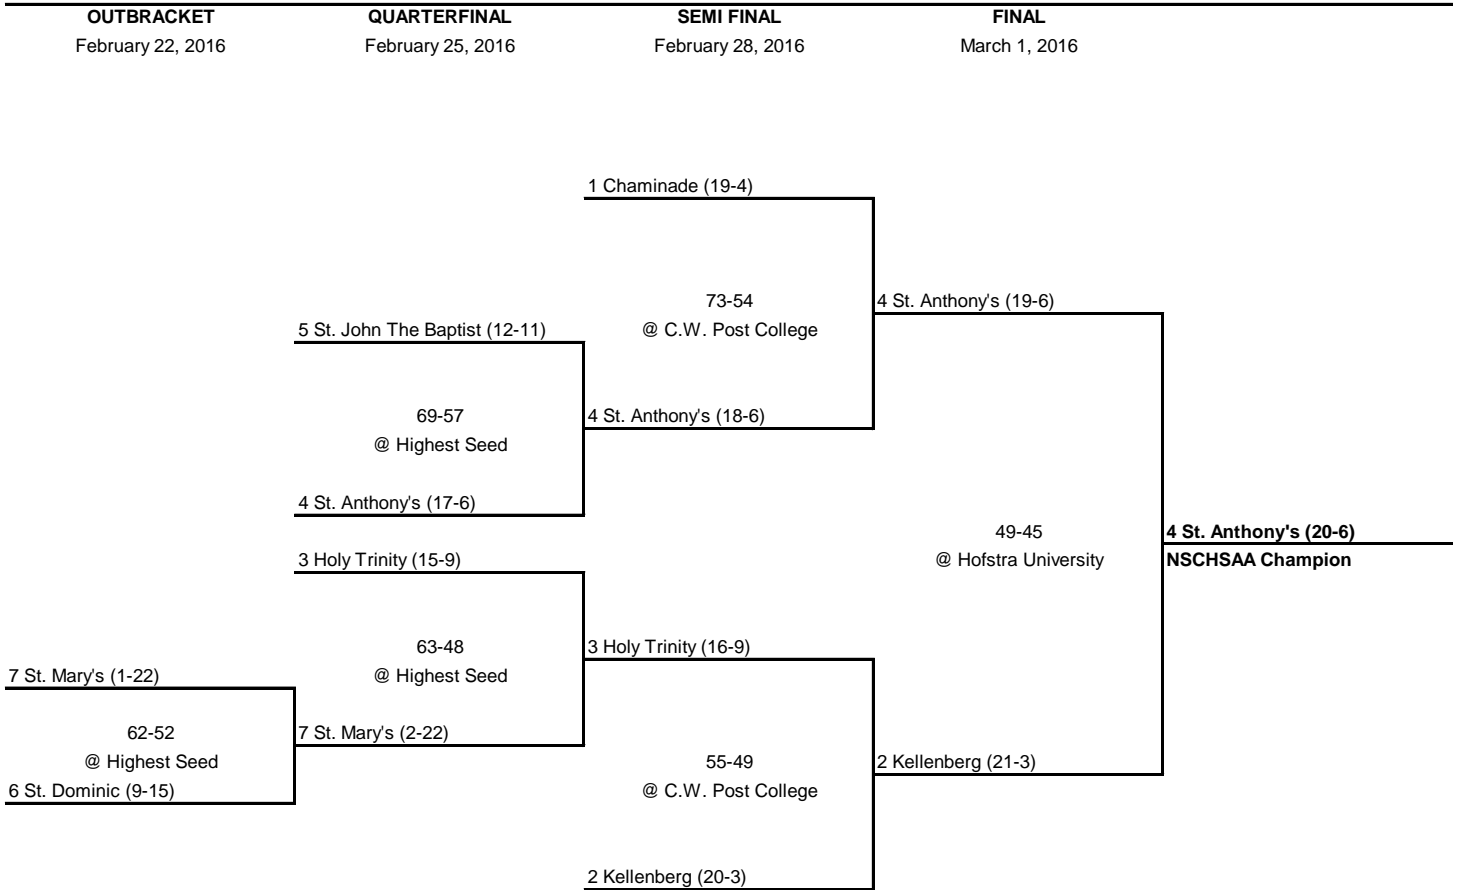 OUTBRACKET QUARTERFINAL SEMI FINAL FINAL
February 22, 2016 February 25, 2016 February 28, 2016 March 1, 2016
1 Chaminade (19-4)
73-54 4 St. Anthony's (19-6)
5 St. John The Baptist (12-11) @ C.W. Post College
69-57 4 St. Anthony's (18-6)
@ Highest Seed
4 St. Anthony's (17-6)
49-45 4 St. Anthony's (20-6)
3 Holy Trinity (15-9) @ Hofstra University NSCHSAA Champion
63-48 3 Holy Trinity (16-9)
7 St. Mary's (1-22) @ Highest Seed
62-52 7 St. Mary's (2-22)
@ Highest Seed 55-49 2 Kellenberg (21-3)
6 St. Dominic (9-15) @ C.W. Post College
2 Kellenberg (20-3)